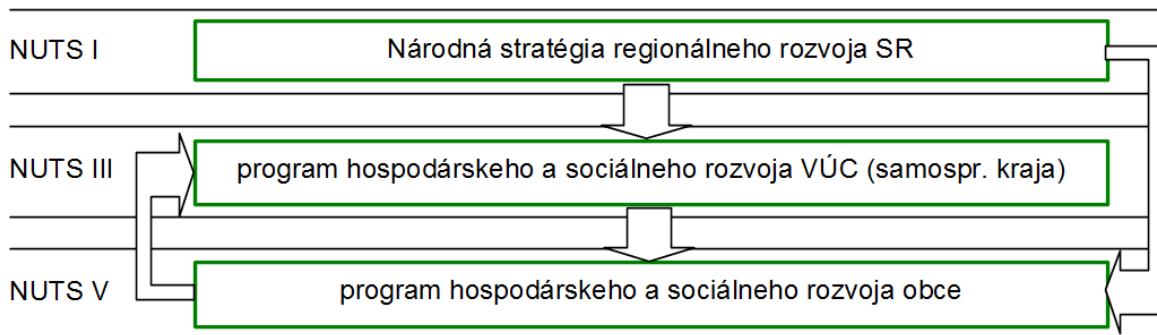 NUTS I
Národná stratégia regionálneho rozvoja SR
NUTS III
program hospodárskeho a sociálneho rozvoja VÚC (samospr. kraja)
NUTS V
program hospodárskeho a sociálneho rozvoja obce